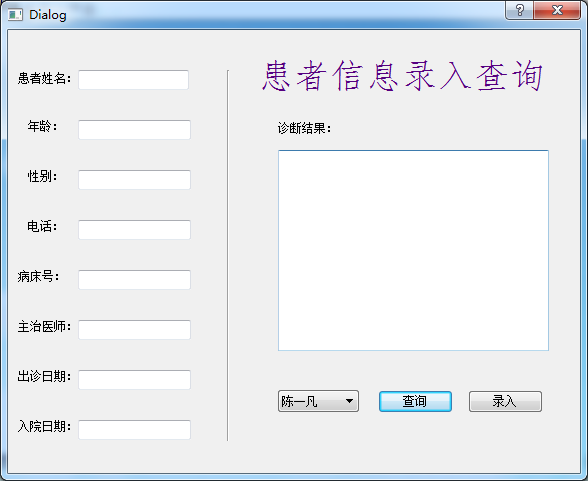 Dialog
患者信息录入查询
患者姓名：
年龄：
性别：
电话：
病床号：
主治医师：
出诊日期：
入院日期：
诊断结果：
陈一凡
查询
录入